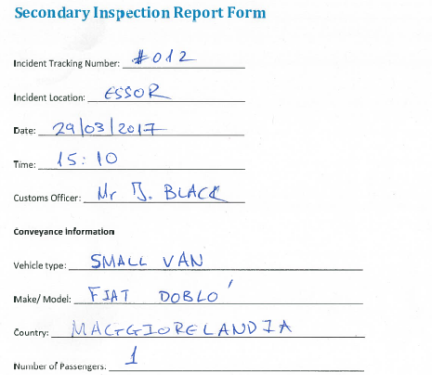 Secondary Inspection Report Form
Incident Tracking Number: #012
Incident Location: ESSOR
Date: 29/03/2017
Time: 15:10
Customs Officer: Mr J. BLACK
Conveyance Information
Vehicle type: SMALL VAN
Make/ Model: FIAT DOBLO'
Country: MAGGIORELANDIA
Number of Passengers. 1